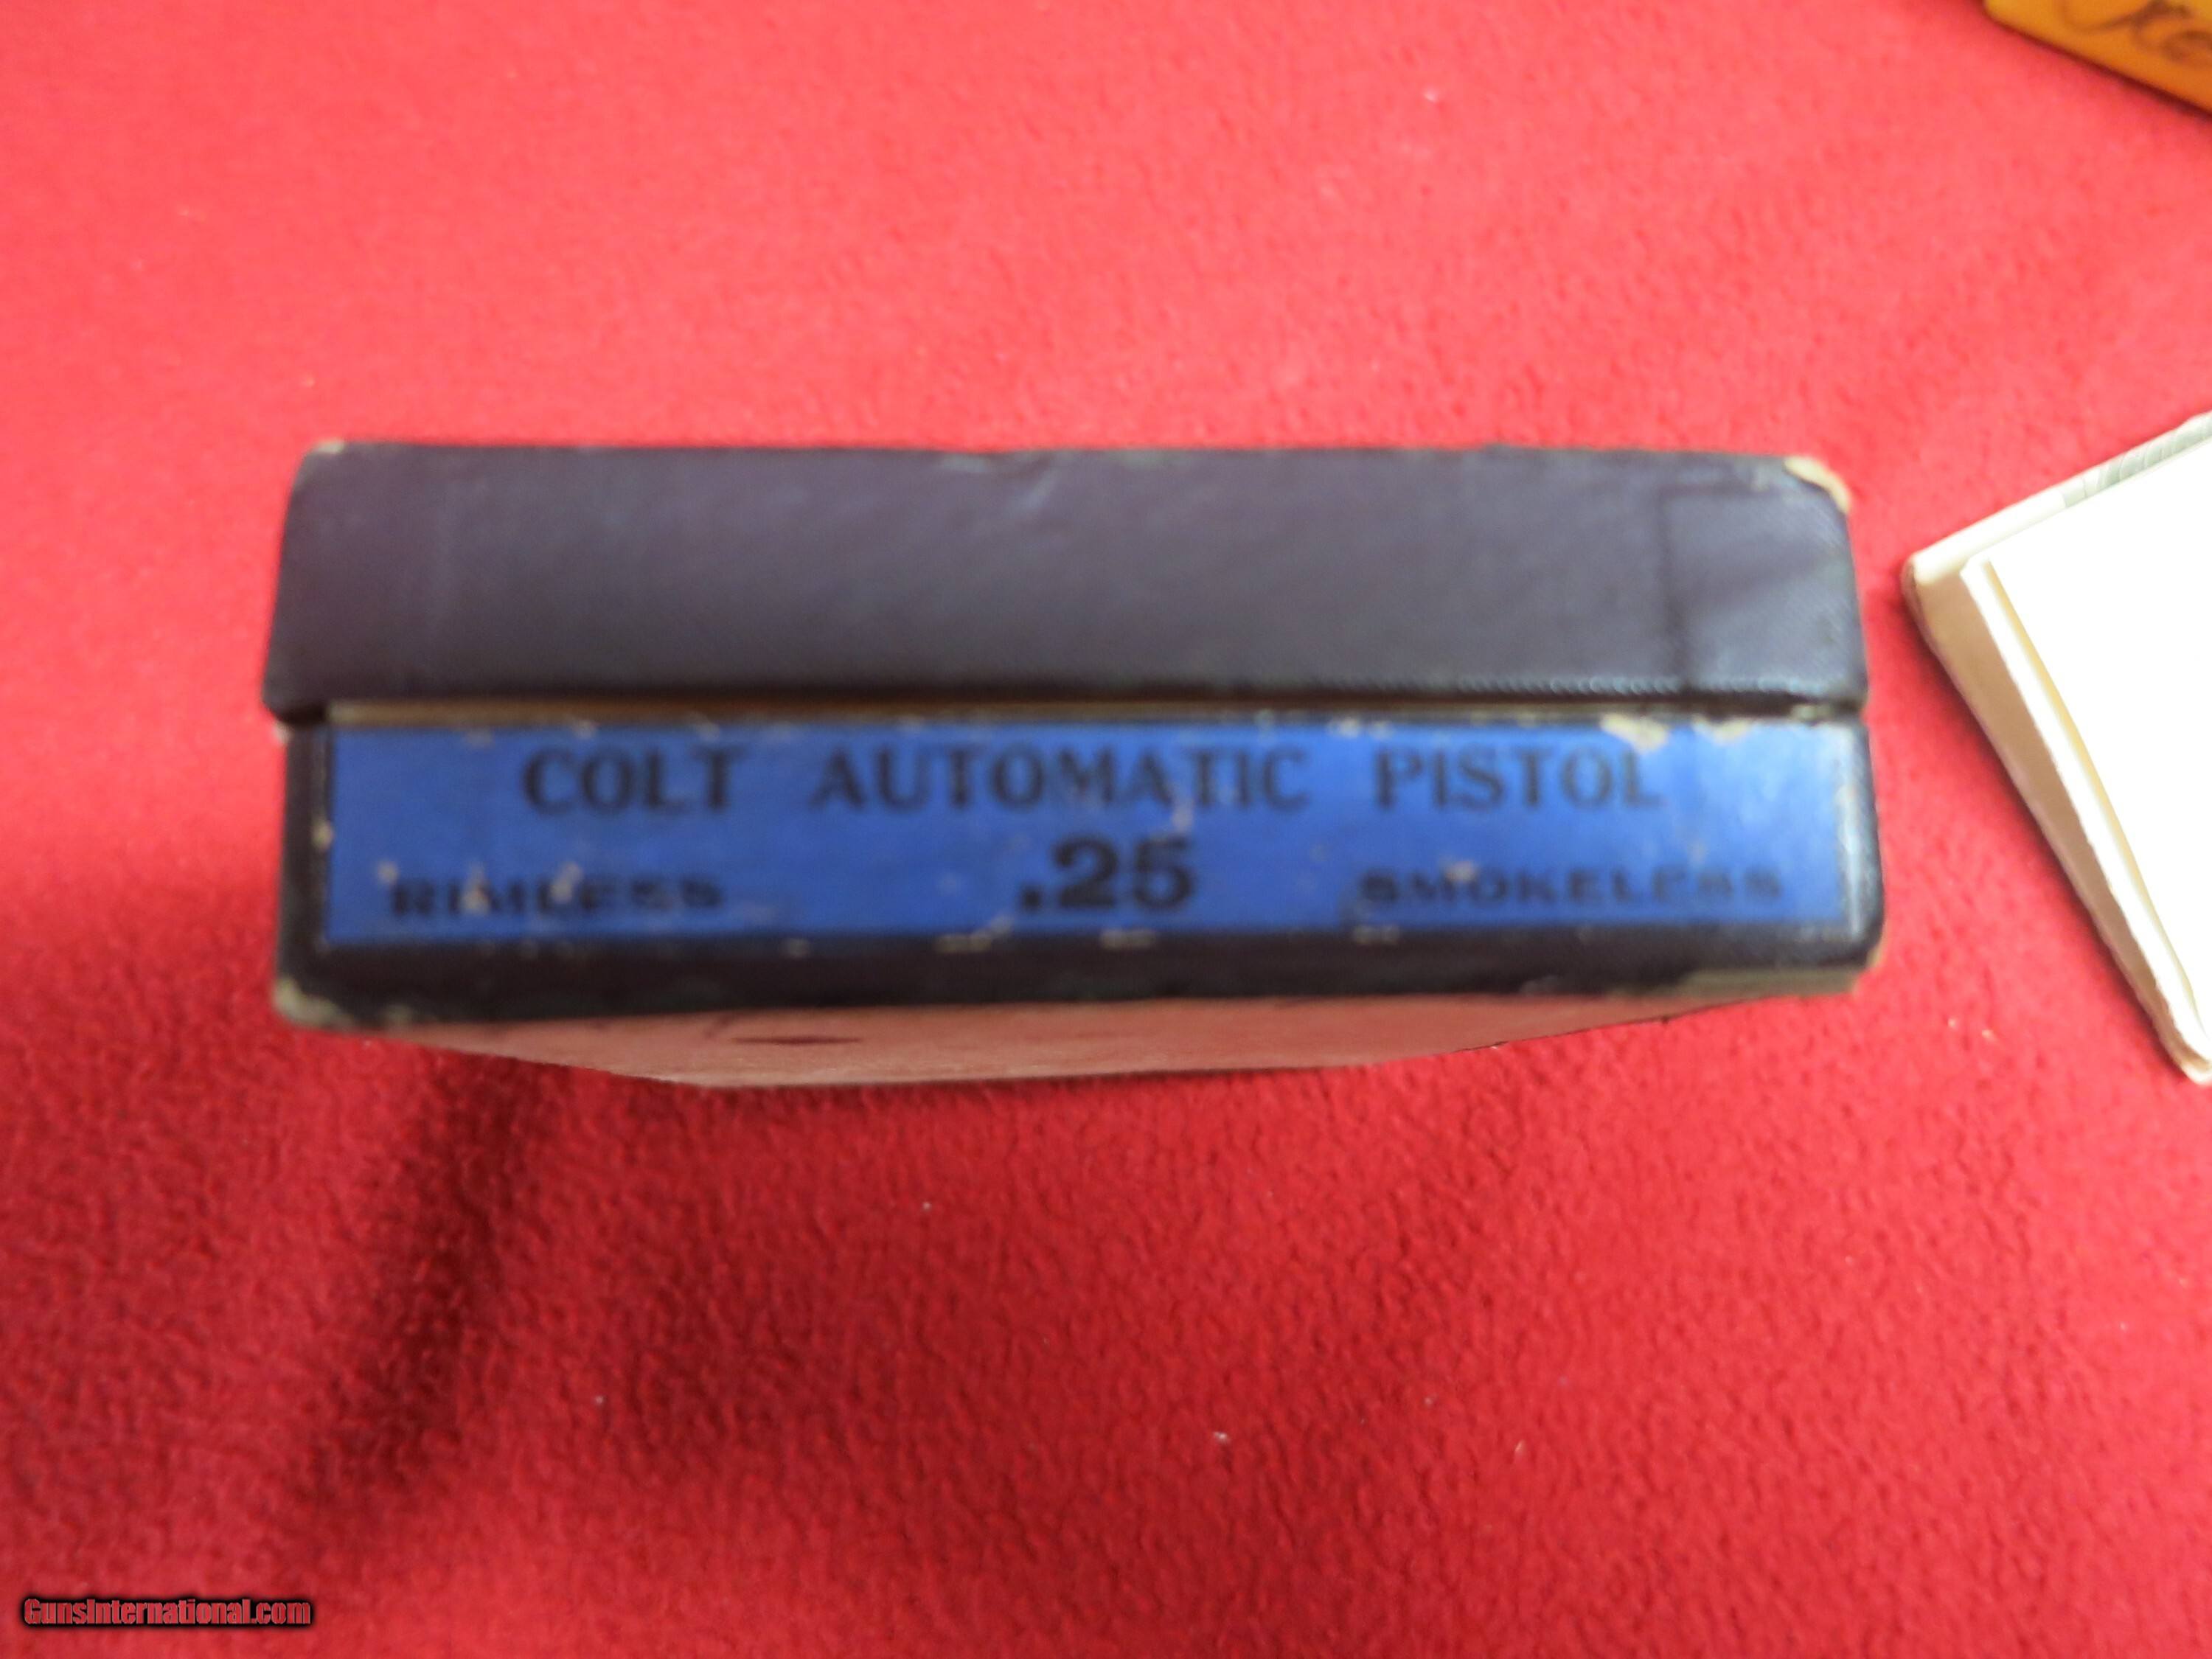 COLT AUTOMATIC PISTOL
RIMLESS .25 SMOKELESS
GunsInternational.com